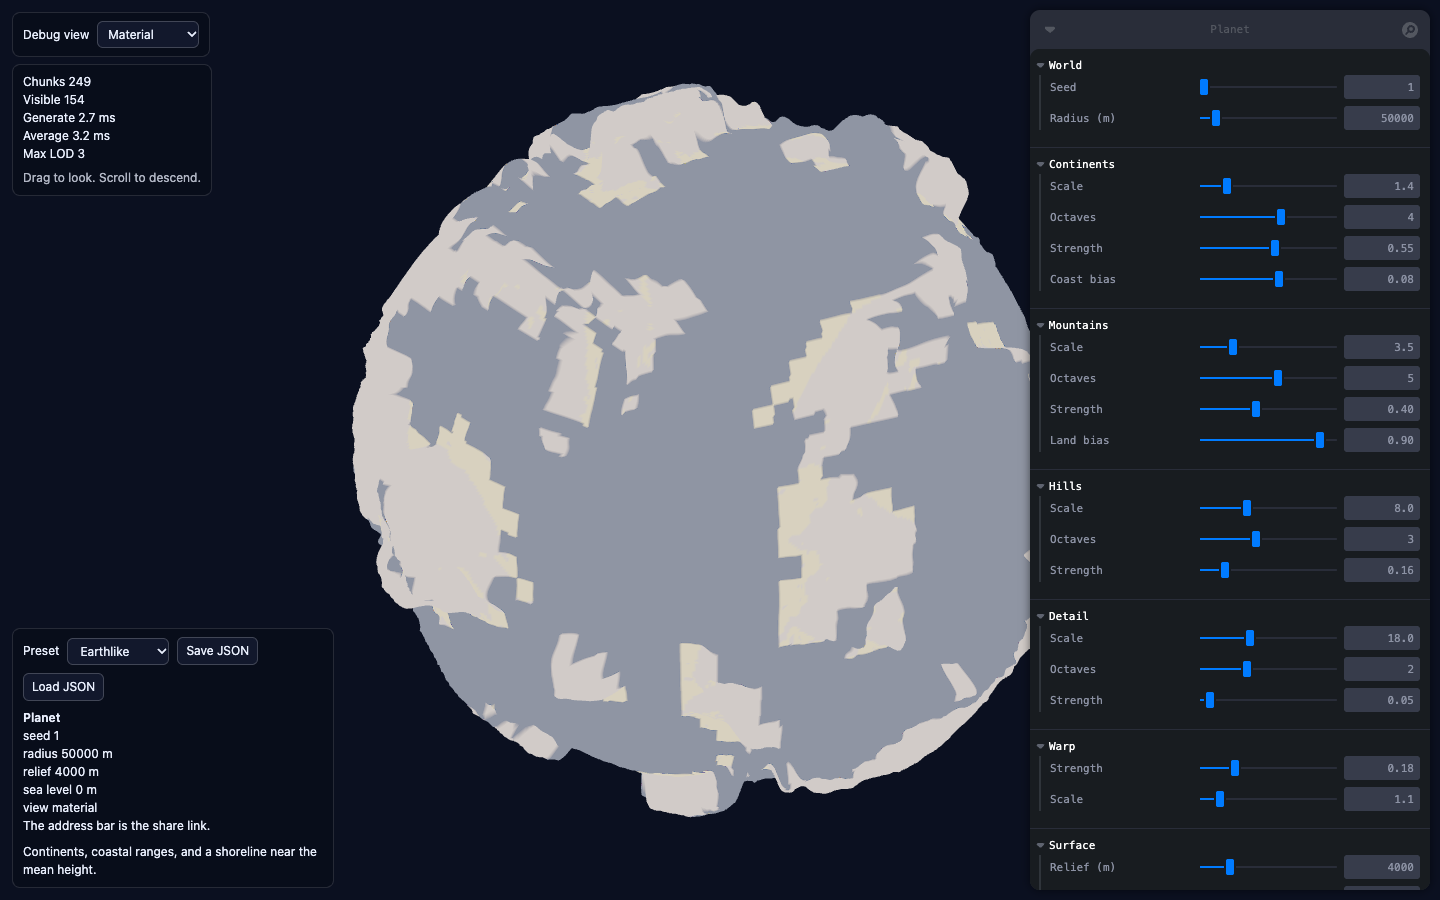 Debug view Material
Chunks 249
Visible 154
Generate 2.7 ms
Average 3.2 ms
Max LOD 3
Drag to look. Scroll to descend.
Preset Earthlike Save JSON
Load JSON
Planet
seed 1
radius 50000 m
relief 4000 m
sea level 0 m
view material
The address bar is the share link.
Continents, coastal ranges, and a shoreline near the
mean height.
Planet
World
Seed 1
Radius (m) 50000
Continents
Scale 1.4
Octaves 4
Strength 0.55
Coast bias 0.08
Mountains
Scale 3.5
Octaves 5
Strength 0.40
Land bias 0.90
Hills
Scale 8.0
Octaves 3
Strength 0.16
Detail
Scale 18.0
Octaves 2
Strength 0.05
Warp
Strength 0.18
Scale 1.1
Surface
Relief (m) 4000